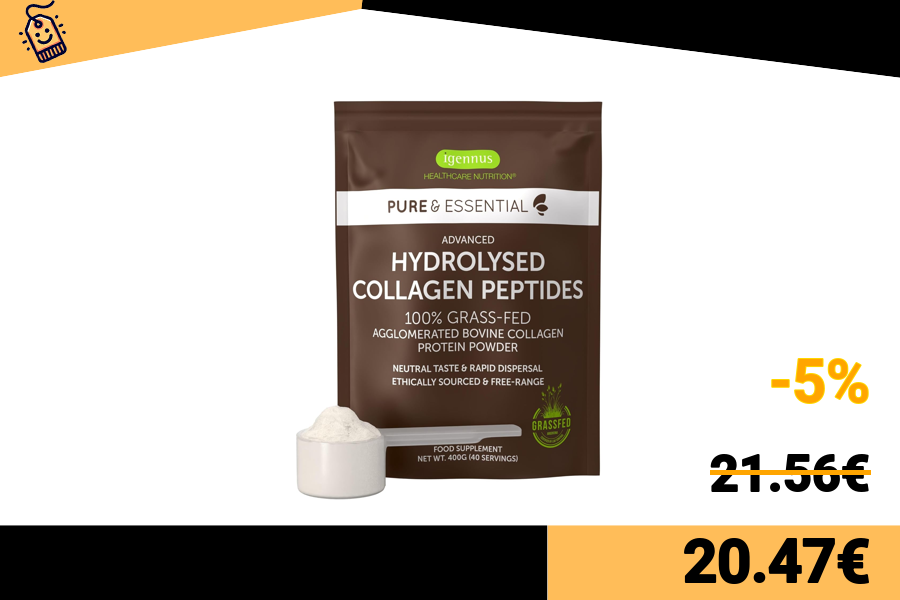 igennus
HEALTHCARE NUTRITION®
PURE & ESSENTIAL
ADVANCED
HYDROLYSED
COLLAGEN PEPTIDES
100% GRASS-FED
AGGLOMERATED BOVINE COLLAGEN
PROTEIN POWDER
NEUTRAL TASTE & RAPID DISPERSAL
ETHICALLY SOURCED & FREE-RANGE
GRASSFED
FOOD SUPPLEMENT
NET WT. 400G (40 SERVINGS)
-5%
21.56€
20.47€